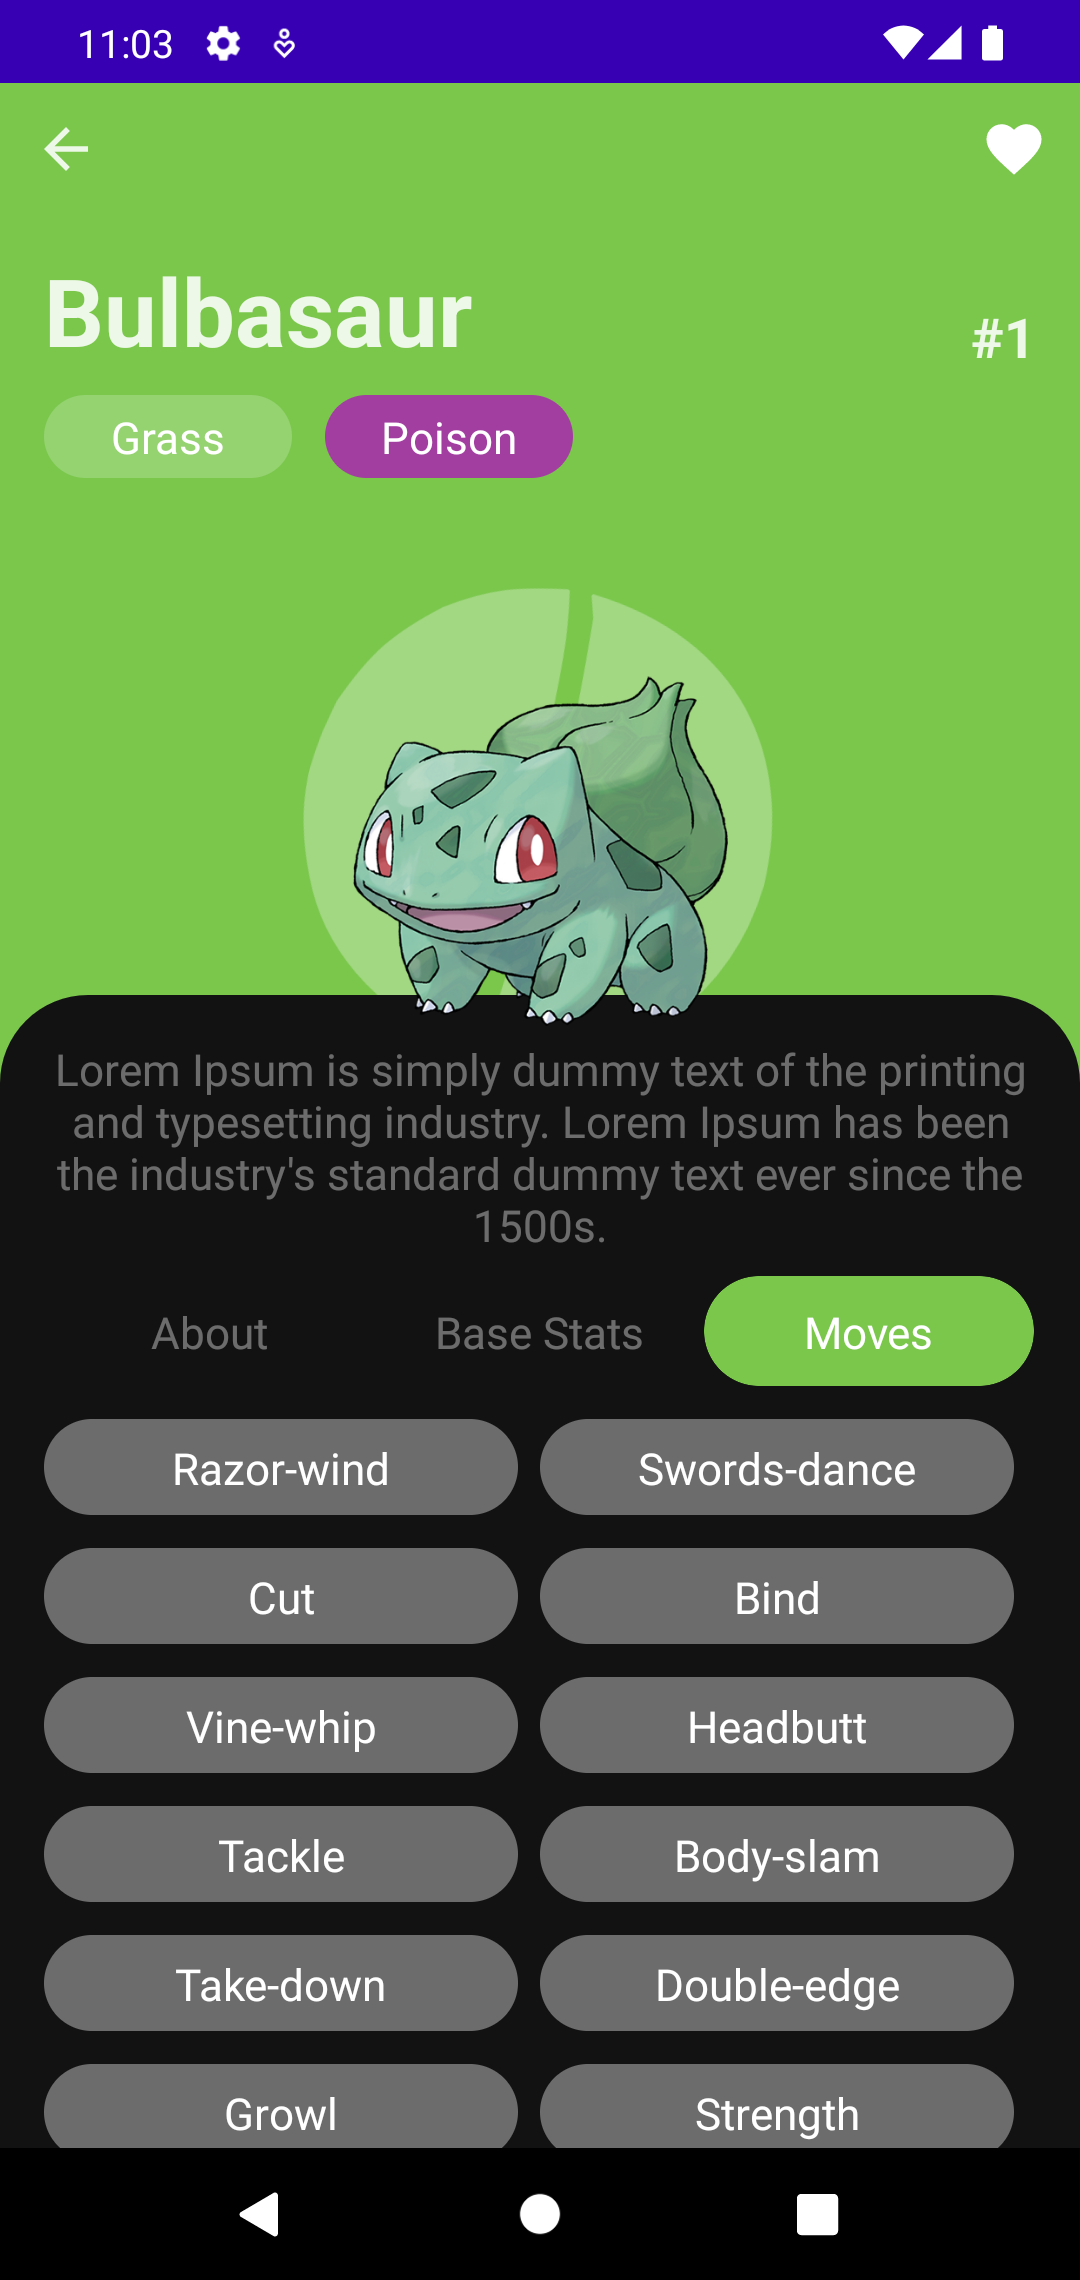 11:03
Bulbasaur
#1
Grass
Poison
Lorem Ipsum is simply dummy text of the printing
and typesetting industry. Lorem Ipsum has been
the industry's standard dummy text ever since the
1500s.
About
Base Stats
Moves
Razor-wind
Swords-dance
Cut
Bind
Vine-whip
Headbutt
Tackle
Body-slam
Take-down
Double-edge
Growl
Strength